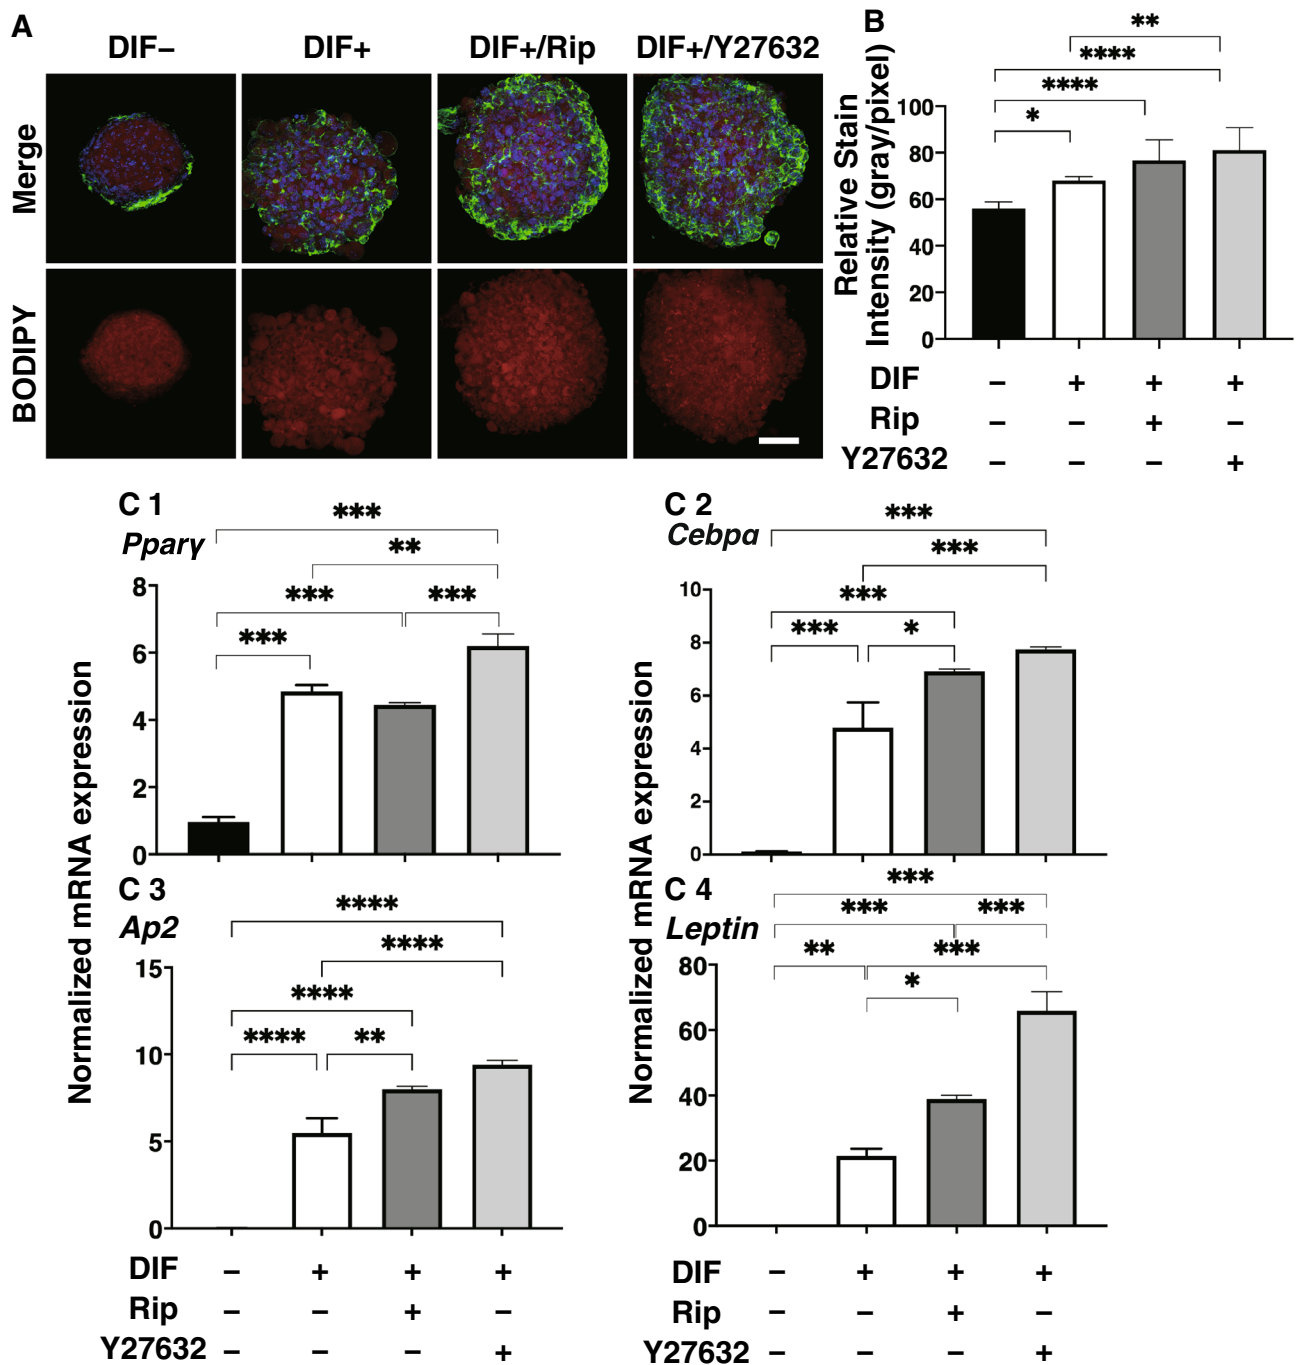 A
DIF– DIF+ DIF+/Rip DIF+/Y27632
Merge
BODIPY
B
**
****
****
*
Relative Stain
Intensity (gray/pixel)
100
80
60
40
20
0
DIF – + + +
Rip – – + –
Y27632 – – – +
Normalized mRNA expression
C 1
Pparγ
***
**
*** ***
***
8
6
4
2
0
C 2
Cebpα
***
***
***
*** *
10
8
6
4
2
0
Normalized mRNA expression
C 3
Ap2
****
****
****
**** **
15
10
5
0
DIF – + + +
Rip – – + –
Y27632 – – – +
C 4
Leptin
***
*** ***
** ***
*
80
60
40
20
0
DIF – + + +
Rip – – + –
Y27632 – – – +